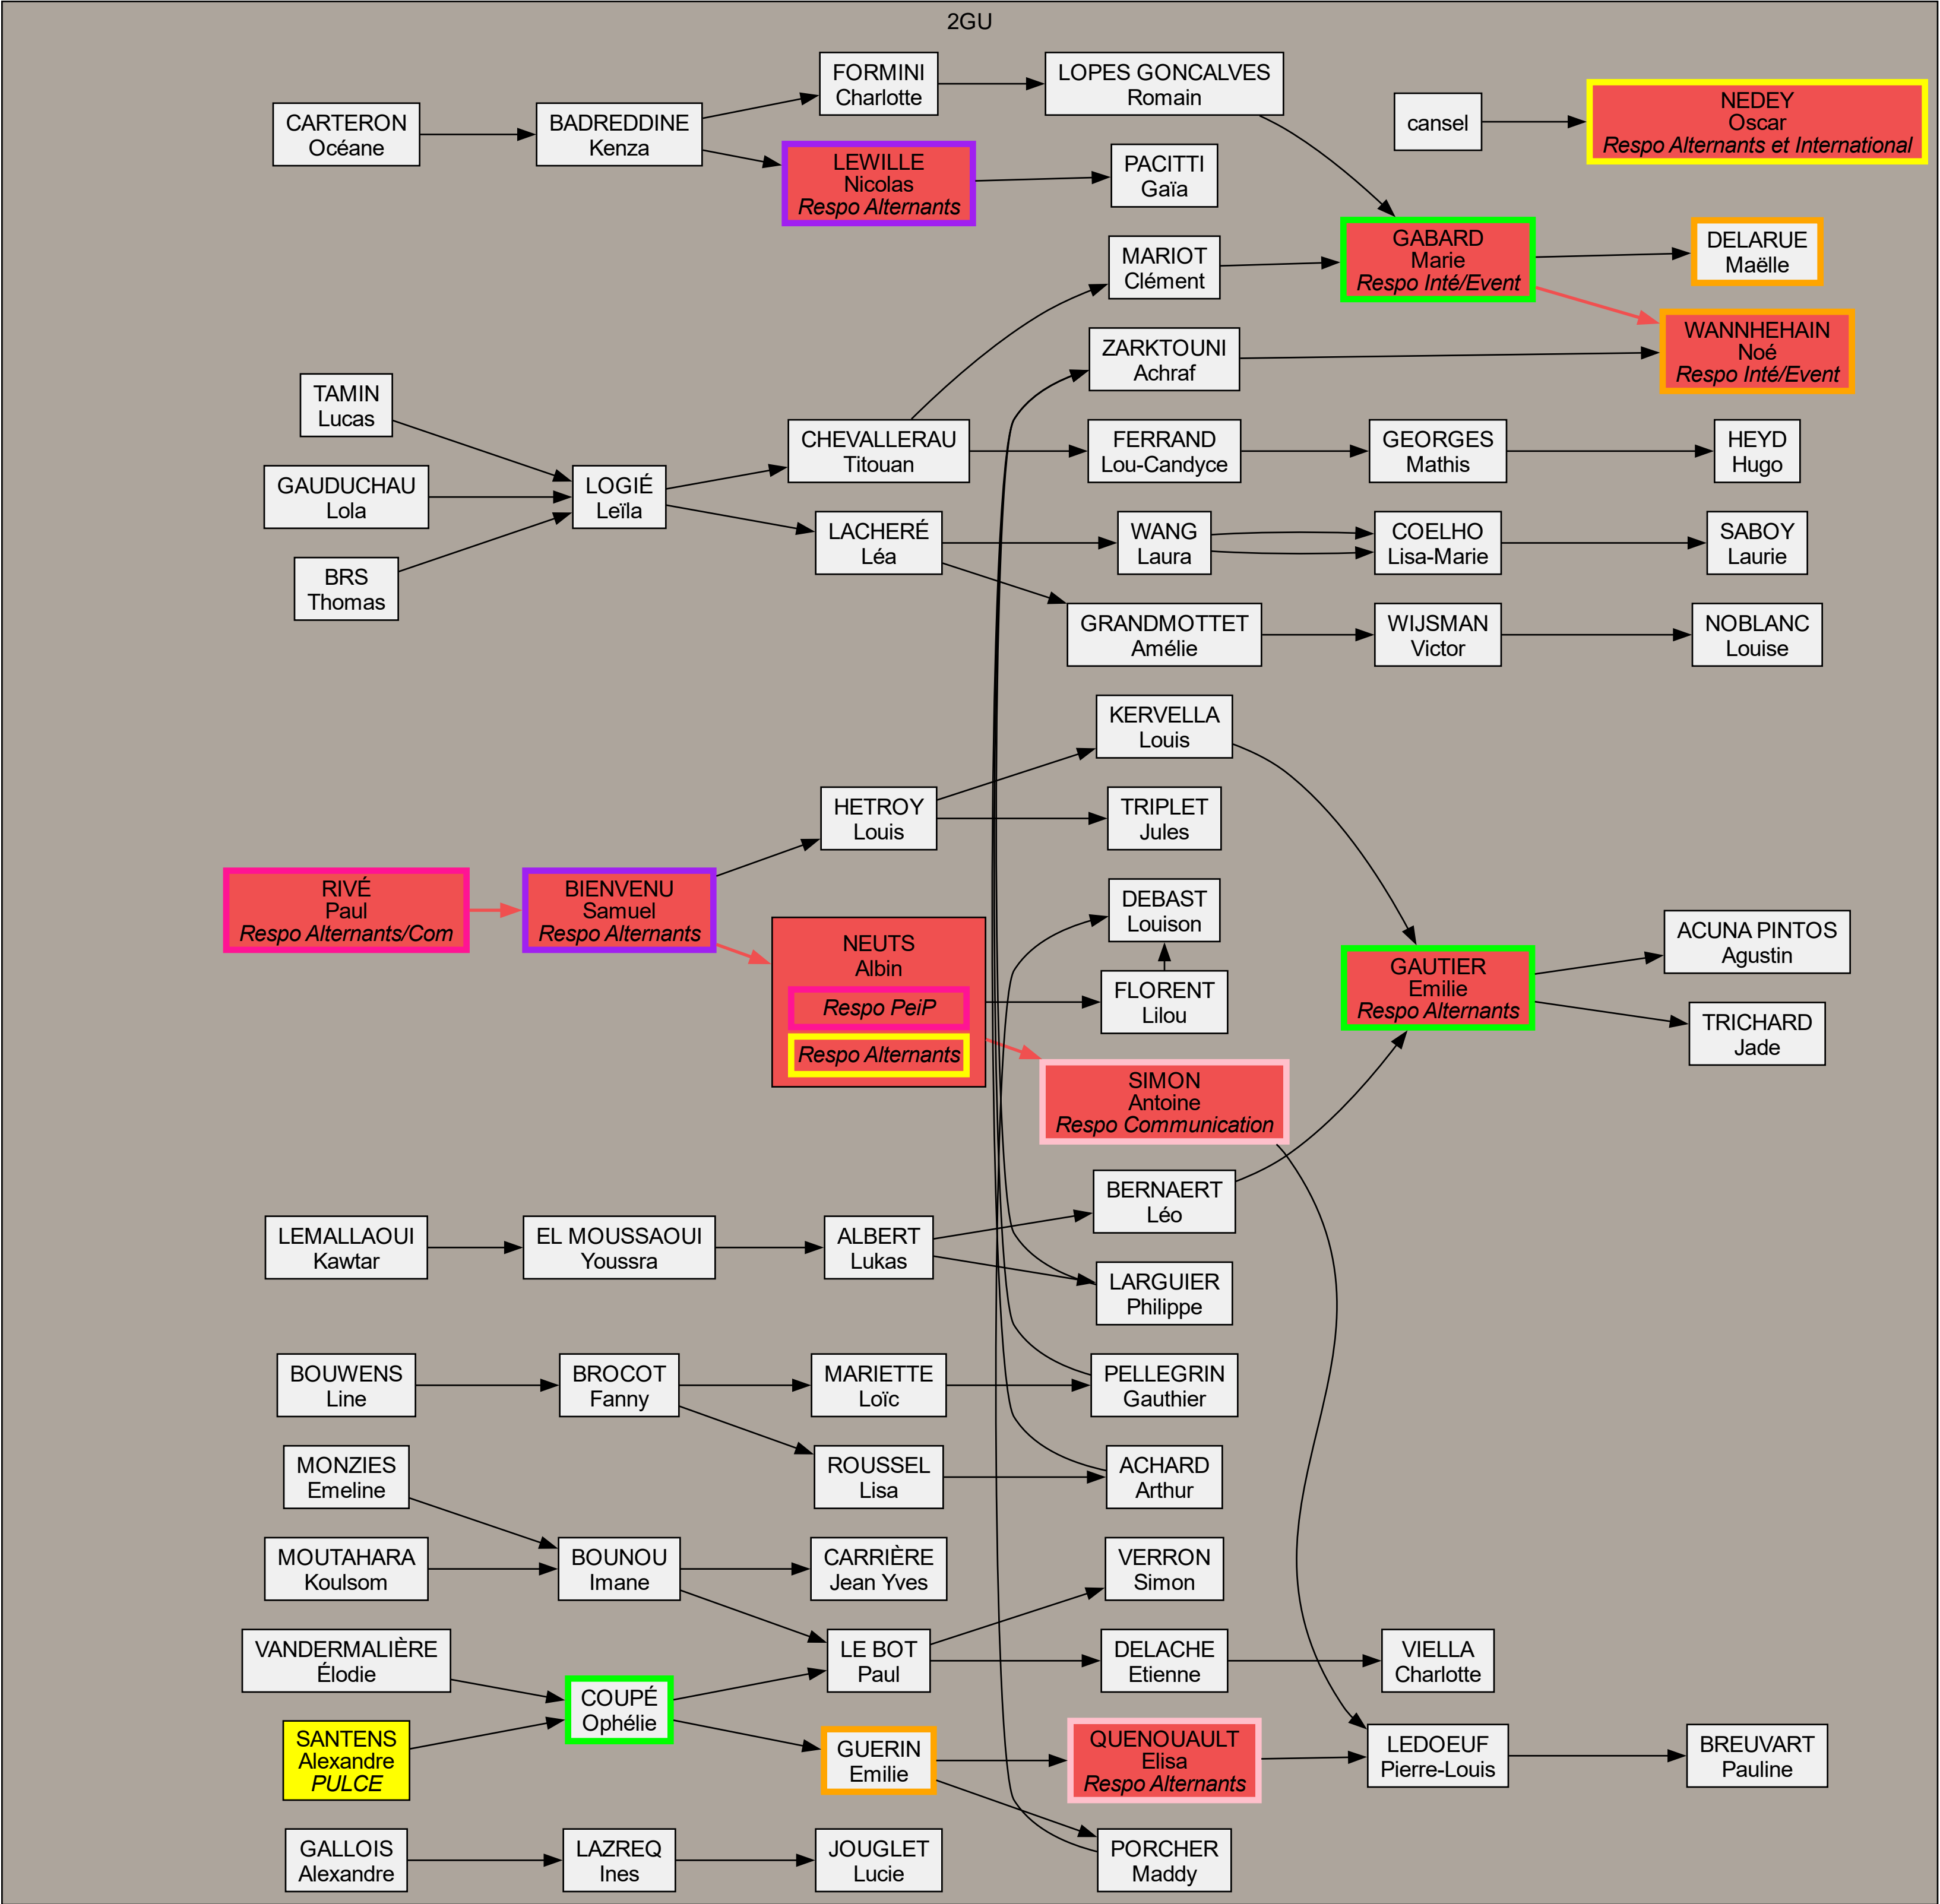 2GU
CARTERON
Océane
BADREDDINE
Kenza
FORMINI
Charlotte
LOPES GONCALVES
Romain
cansel
NEDEY
Oscar
Respo Alternants et International
LEWILLE
Nicolas
Respo Alternants
PACITTI
Gaïa
MARIOT
Clément
GABARD
Marie
Respo Inté/Event
DELARUE
Maëlle
ZARKTOUNI
Achraf
WANNHEHAIN
Noé
Respo Inté/Event
TAMIN
Lucas
GAUDUCHAU
Lola
BRS
Thomas
LOGIÉ
Leïla
CHEVALLERAU
Titouan
FERRAND
Lou-Candyce
GEORGES
Mathis
HEYD
Hugo
LACHERÉ
Léa
WANG
Laura
COELHO
Lisa-Marie
SABOY
Laurie
GRANDMOTTET
Amélie
WIJSMAN
Victor
NOBLANC
Louise
KERVELLA
Louis
HETROY
Louis
TRIPLET
Jules
RIVÉ
Paul
Respo Alternants/Com
BIENVENU
Samuel
Respo Alternants
NEUTS
Albin
Respo PeiP
Respo Alternants
DEBAST
Louison
FLORENT
Lilou
SIMON
Antoine
Respo Communication
GAUTIER
Emilie
Respo Alternants
ACUNA PINTOS
Agustin
TRICHARD
Jade
LEMALLAOUI
Kawtar
EL MOUSSAOUI
Youssra
ALBERT
Lukas
BERNAERT
Léo
LARGUIER
Philippe
BOUWENS
Line
BROCOT
Fanny
MARIETTE
Loïc
PELLEGRIN
Gauthier
ROUSSEL
Lisa
ACHARD
Arthur
MONZIES
Emeline
MOUTAHARA
Koulsom
BOUNOU
Imane
CARRIÈRE
Jean Yves
VERRON
Simon
VANDERMALIÈRE
Élodie
SANTENS
Alexandre
PULCE
COUPÉ
Ophélie
LE BOT
Paul
DELACHE
Etienne
VIELLA
Charlotte
GUERIN
Emilie
QUENOUAULT
Elisa
Respo Alternants
LEDOEUF
Pierre-Louis
BREUVART
Pauline
GALLOIS
Alexandre
LAZREQ
Ines
JOUGLET
Lucie
PORCHER
Maddy